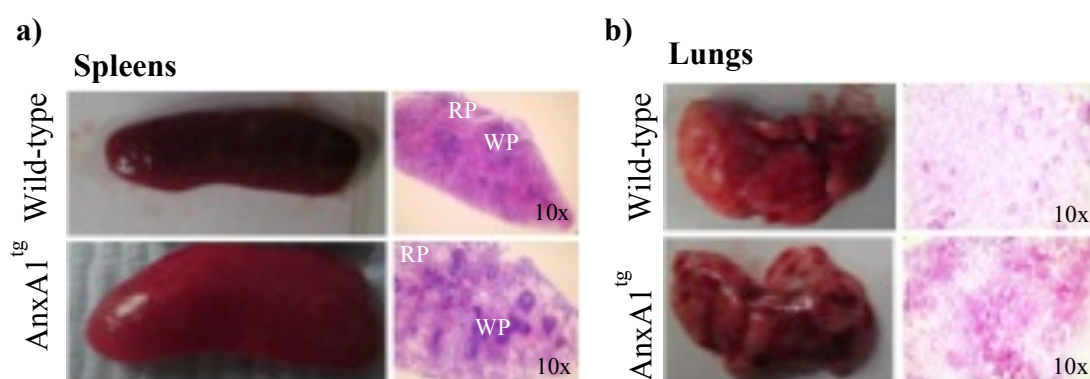 a)
Spleens
Wild-type
RP
WP
10x
AnxA1tg
RP
WP
10x
b)
Lungs
Wild-type
10x
AnxA1tg
10x